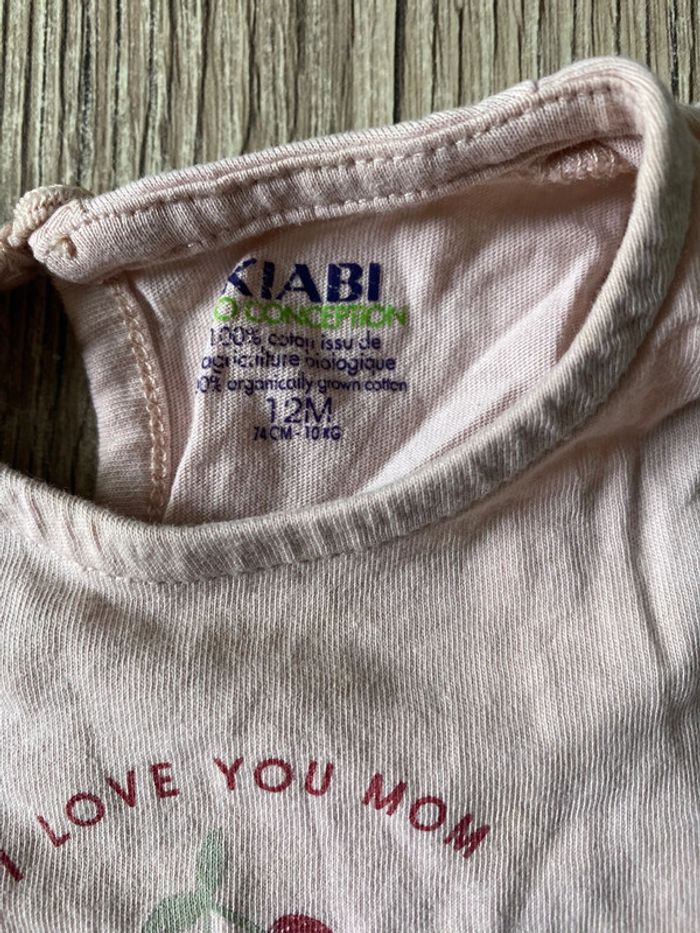 KIABI
O CONCEPTION
100% coton issu de
agriculture biologique
0% organically grown cotton
12M
74 CM - 10 KG
I LOVE YOU MOM